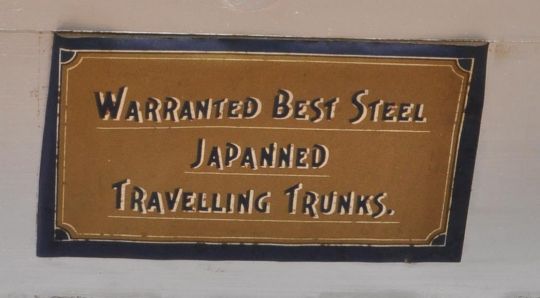 WARRANTED BEST STEEL
JAPANNED
TRAVELLING TRUNKS.